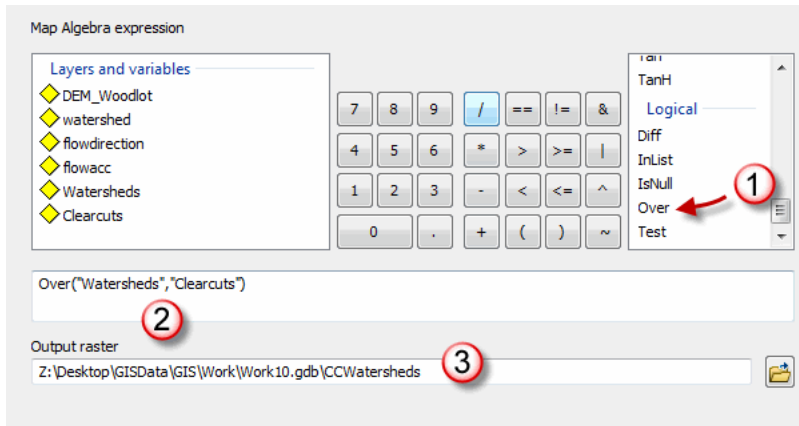 Map Algebra expression
Layers and variables
DEM_Woodlot
watershed
flowdirection
flowacc
Watersheds
Clearcuts
7 8 9 / == != &
4 5 6 * > >= |
1 2 3 - < <= ^
0 . + ( ) ~
Tan
TanH
Logical
Diff
InList
IsNull
Over
Test
1
Over("Watersheds","Clearcuts")
2
Output raster
Z:\Desktop\GISData\GIS\Work\Work10.gdb\CCWatersheds
3